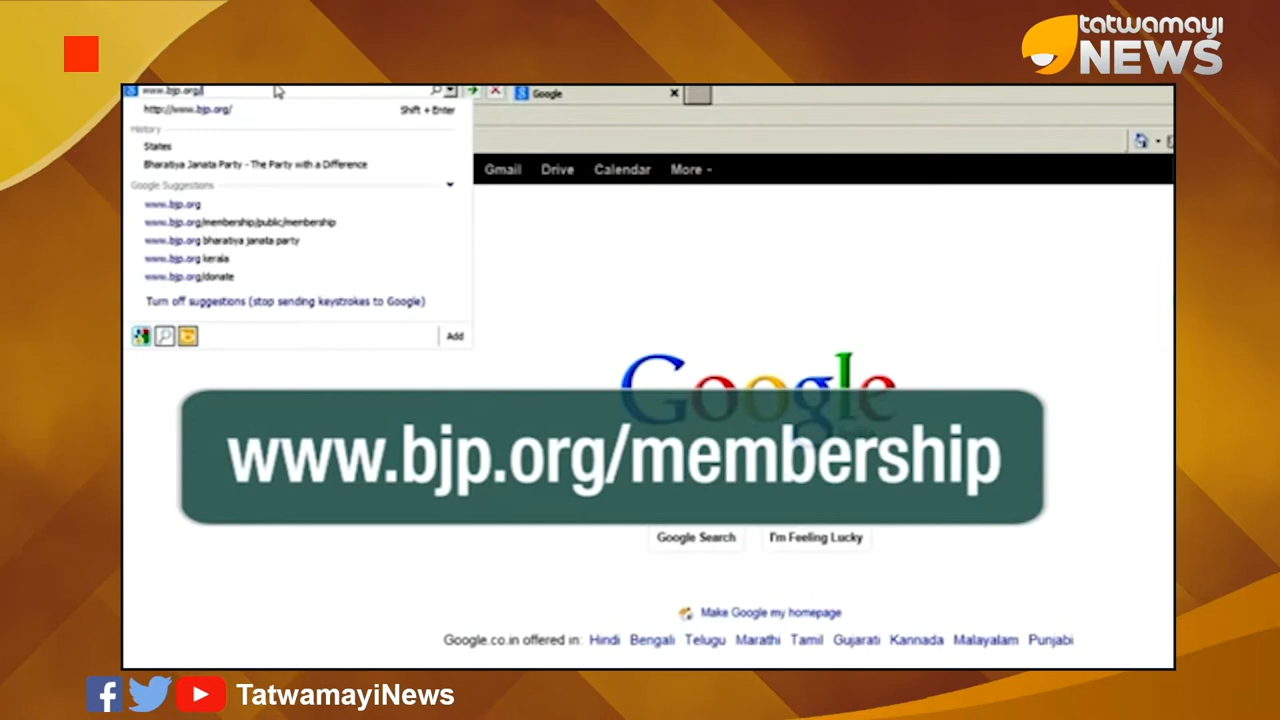 tatwamayi
NEWS
www.bjp.org/
Google
http://www.bjp.org/ Shift + Enter
History
States
Bharatiya Janata Party - The Party with a Difference
Google Suggestions
www.bjp.org
www.bjp.org/membership/public/membership
www.bjp.org bharatiya janata party
www.bjp.org kerala
www.bjp.org/donate
Turn off suggestions (stop sending keystrokes to Google)
Add
Gmail Drive Calendar More
Google
www.bjp.org/membership
Google Search I'm Feeling Lucky
Make Google my homepage
Google.co.in offered in: Hindi Bengali Telugu Marathi Tamil Gujarati Kannada Malayalam Punjabi
TatwamayiNews